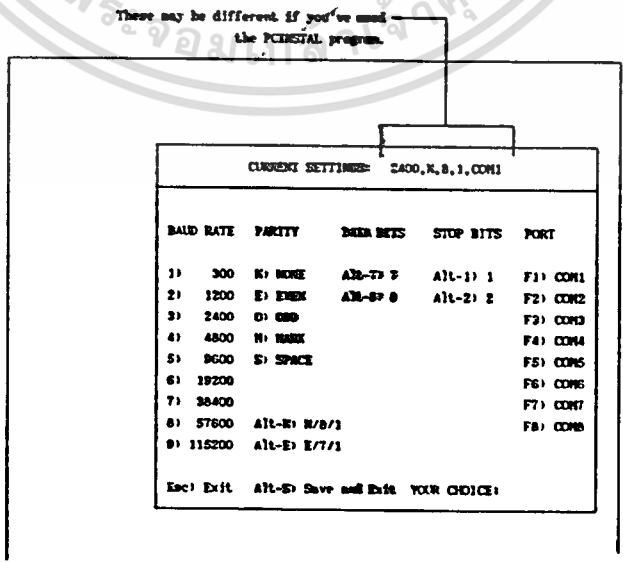 These may be different if you've used
the PCINSTAL program.
CURRENT SETTINGS: 2400,N,8,1,COM1
BAUD RATE PARITY DATA BITS STOP BITS PORT
1) 300 N) NONE Alt-7) 7 Alt-1) 1 F1) COM1
2) 1200 E) EVEN Alt-8) 8 Alt-2) 2 F2) COM2
3) 2400 O) ODD F3) COM3
4) 4800 M) MARK F4) COM4
5) 9600 S) SPACE F5) COM5
6) 19200 F6) COM6
7) 38400 F7) COM7
8) 57600 Alt-N) N/8/1 F8) COM8
9) 115200 Alt-E) E/7/1
Esc) Exit Alt-S) Save and Exit YOUR CHOICE: